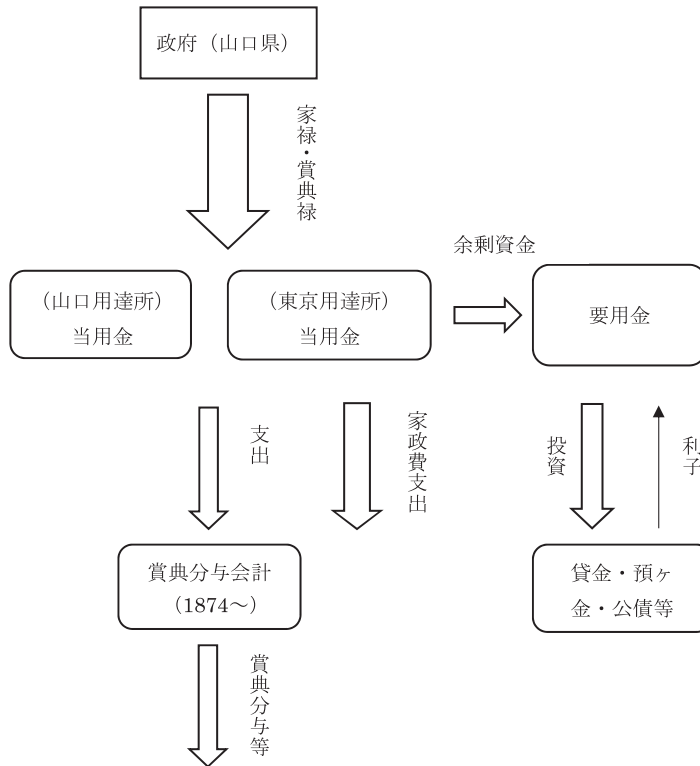 政府（山口県）
家禄・賞典禄
余剰資金
（山口用達所）
当用金
（東京用達所）
当用金
要用金
支出
家政費支出
投資
利子
賞典分与会計
（1874～）
貸金・預ヶ
金・公債等
賞典分与等